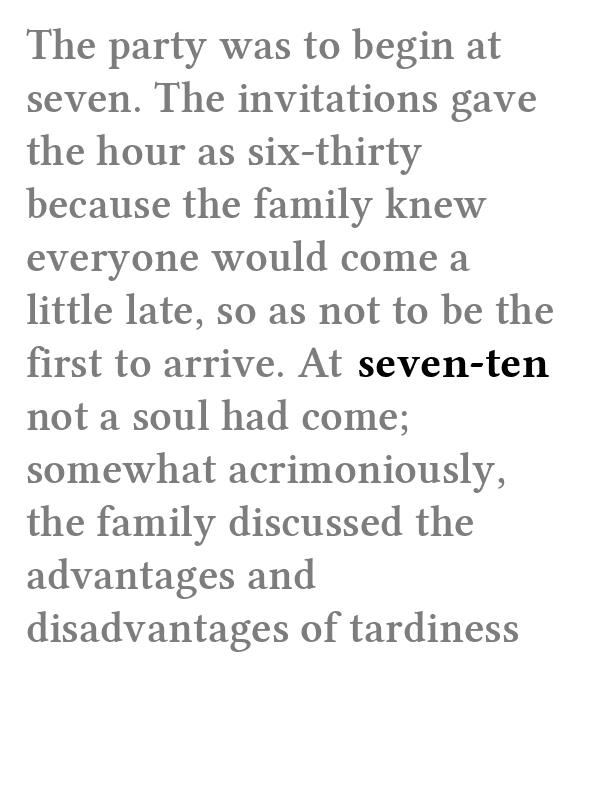 The party was to begin at
seven. The invitations gave
the hour as six-thirty
because the family knew
everyone would come a
little late, so as not to be the
first to arrive. At seven-ten
not a soul had come;
somewhat acrimoniously,
the family discussed the
advantages and
disadvantages of tardiness